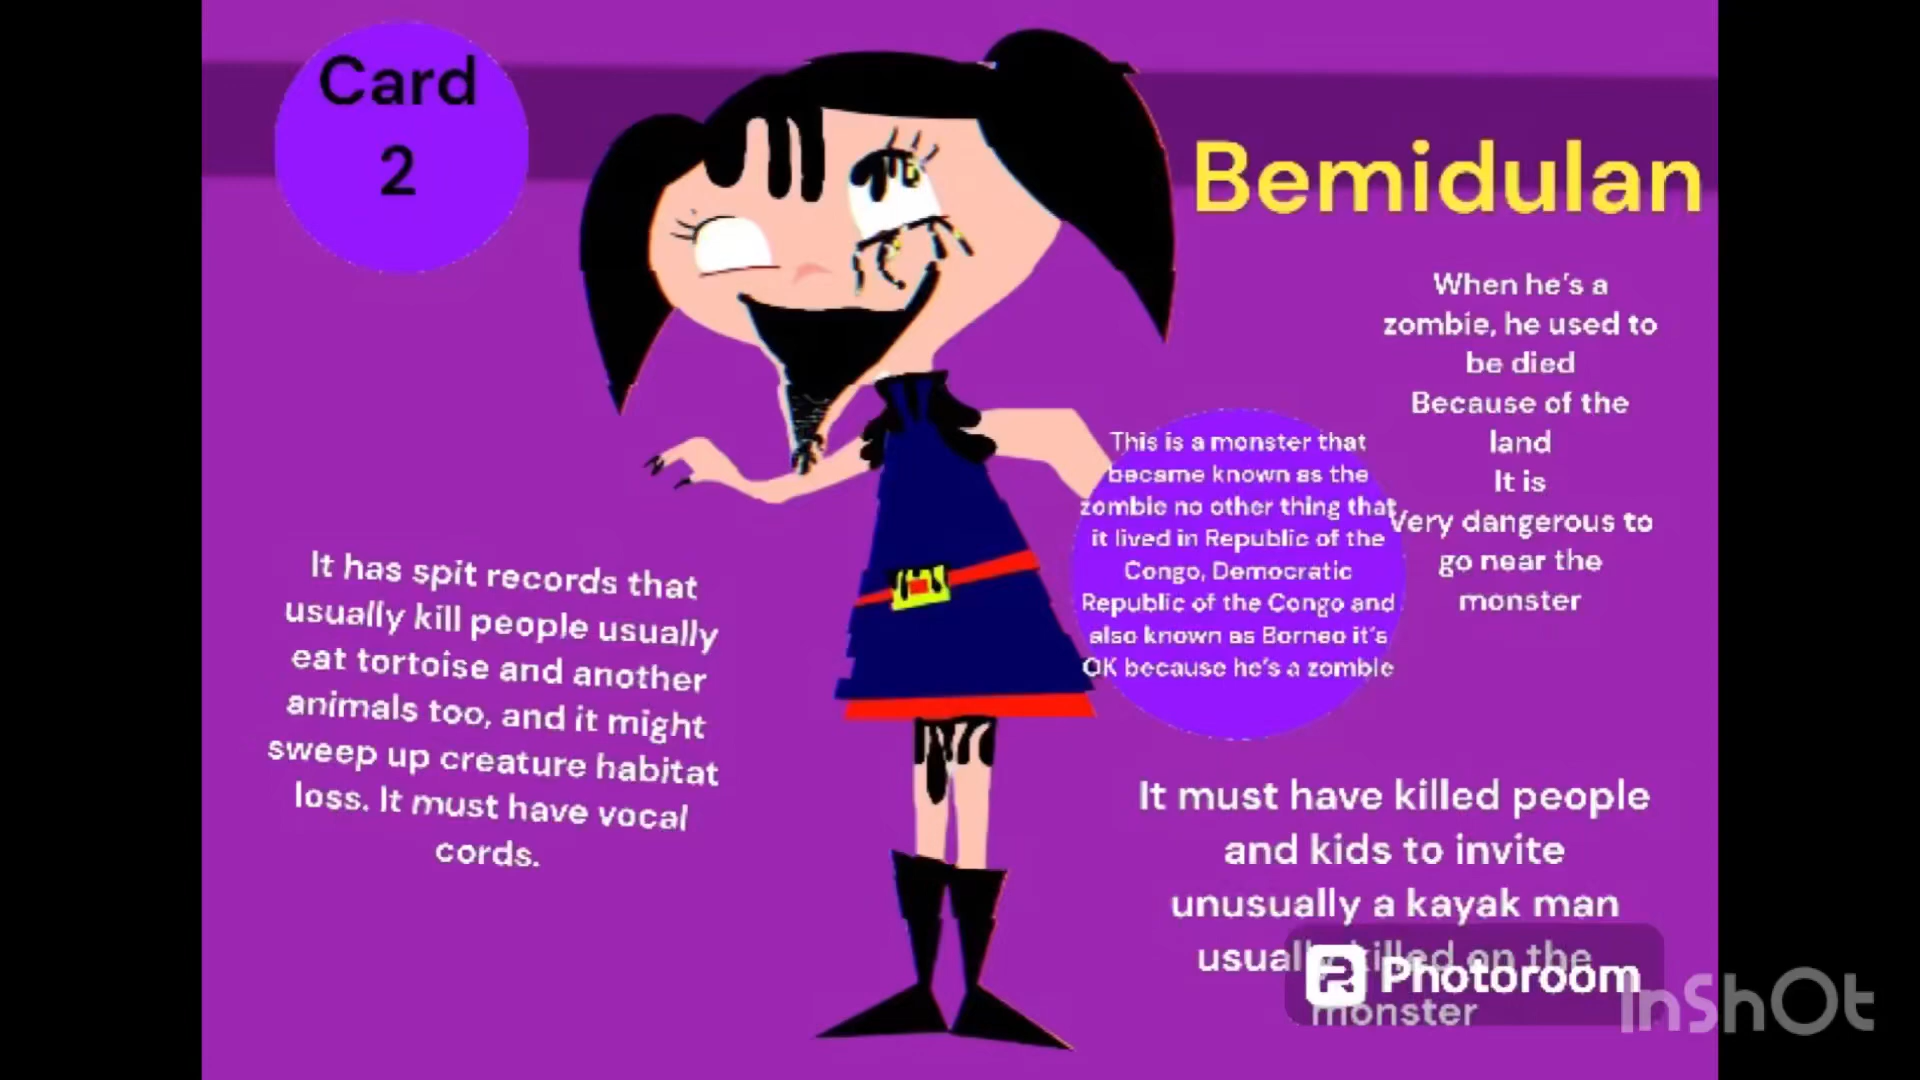 Card
2
Bemidulan
When he's a
zombie, he used to
be died
Because of the
land
It is
Very dangerous to
go near the
monster
This is a monster that
became known as the
zombie no other thing that
it lived in Republic of the
Congo, Democratic
Republic of the Congo and
also known as Borneo it's
OK because he's a zombie
It has spit records that
usually kill people usually
eat tortoise and another
animals too, and it might
sweep up creature habitat
loss. It must have vocal
cords.
It must have killed people
and kids to invite
unusually a kayak man
usually killed on the
monster
Photoroom
InShOt